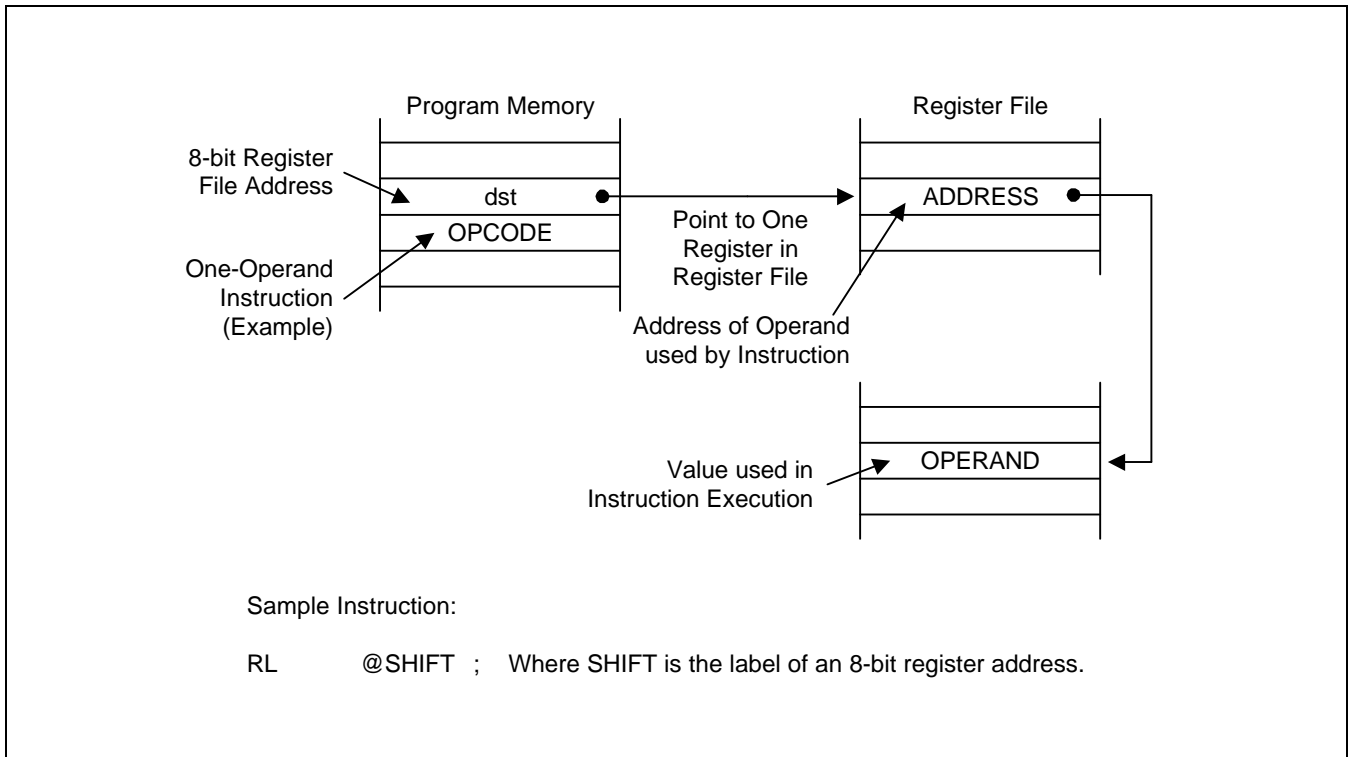 Program Memory
Register File
8-bit Register
File Address
dst
OPCODE
One-Operand
Instruction
(Example)
Point to One
Register in
Register File
ADDRESS
Address of Operand
used by Instruction
OPERAND
Value used in
Instruction Execution
Sample Instruction:
RL @SHIFT ; Where SHIFT is the label of an 8-bit register address.